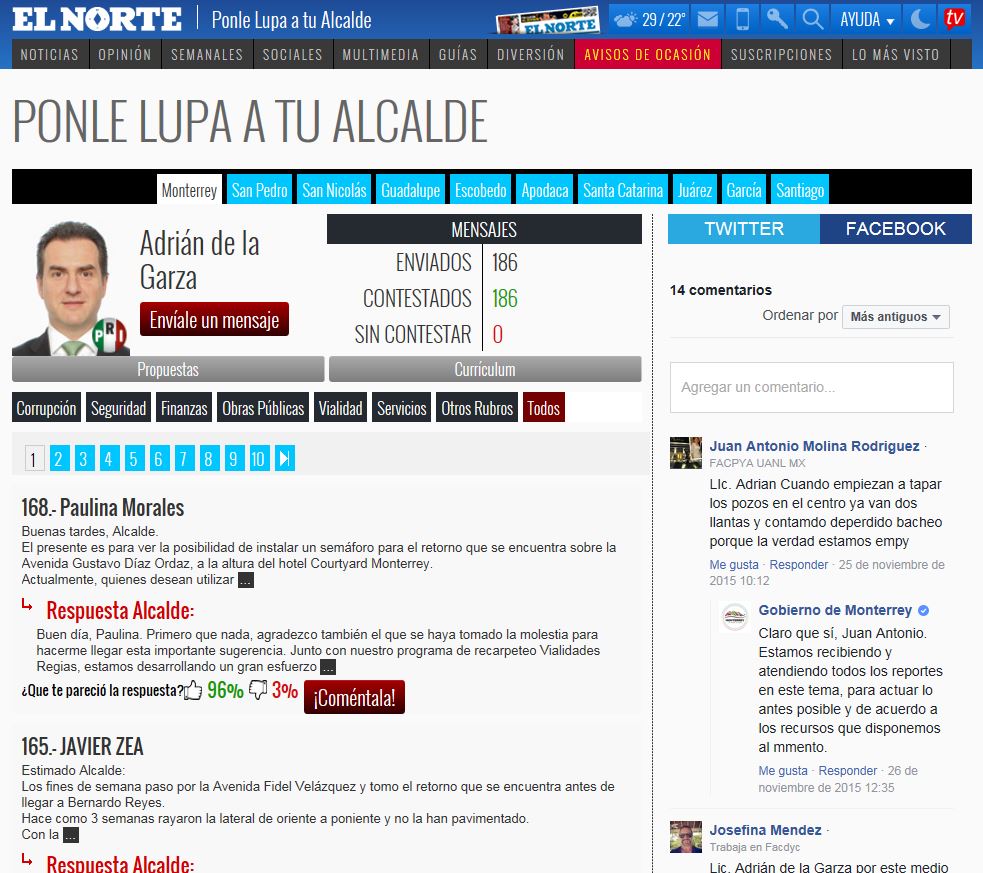 EL NORTE
Ponle Lupa a tu Alcalde
EL NORTE
29 / 22°
AYUDA
tv
NOTICIAS
OPINIÓN
SEMANALES
SOCIALES
MULTIMEDIA
GUÍAS
DIVERSIÓN
AVISOS DE OCASIÓN
SUSCRIPCIONES
LO MÁS VISTO
PONLE LUPA A TU ALCALDE
Monterrey
San Pedro
San Nicolás
Guadalupe
Escobedo
Apodaca
Santa Catarina
Juárez
García
Santiago
PRI
Adrián de la
Garza
Envíale un mensaje
MENSAJES
ENVIADOS 186
CONTESTADOS 186
SIN CONTESTAR 0
Propuestas
Currículum
Corrupción
Seguridad
Finanzas
Obras Públicas
Vialidad
Servicios
Otros Rubros
Todos
1 2 3 4 5 6 7 8 9 10
168.- Paulina Morales
Buenas tardes, Alcalde.
El presente es para ver la posibilidad de instalar un semáforo para el retorno que se encuentra sobre la
Avenida Gustavo Díaz Ordaz, a la altura del hotel Courtyard Monterrey.
Actualmente, quienes desean utilizar ...
Respuesta Alcalde:
Buen día, Paulina. Primero que nada, agradezco también el que se haya tomado la molestia para
hacerme llegar esta importante sugerencia. Junto con nuestro programa de recarpeteo Vialidades
Regias, estamos desarrollando un gran esfuerzo ...
¿Que te pareció la respuesta? 96% 3% ¡Coméntala!
165.- JAVIER ZEA
Estimado Alcalde:
Los fines de semana paso por la Avenida Fidel Velázquez y tomo el retorno que se encuentra antes de
llegar a Bernardo Reyes.
Hace como 3 semanas rayaron la lateral de oriente a poniente y no la han pavimentado.
Con la ...
Respuesta Alcalde:
TWITTER
FACEBOOK
14 comentarios
Ordenar por Más antiguos
Agregar un comentario...
Juan Antonio Molina Rodriguez ·
FACPYA UANL MX
LIc. Adrian Cuando empiezan a tapar
los pozos en el centro ya van dos
llantas y contamdo deperdido bacheo
porque la verdad estamos empy
Me gusta · Responder · 25 de noviembre de
2015 10:12
Gobierno de Monterrey
Claro que sí, Juan Antonio.
Estamos recibiendo y
atendiendo todos los reportes
en este tema, para actuar lo
antes posible y de acuerdo a
los recursos que disponemos
al mmento.
Me gusta · Responder · 26 de
noviembre de 2015 12:35
Josefina Mendez ·
Trabaja en Facdyc
Lic. Adrián de la Garza por este medio